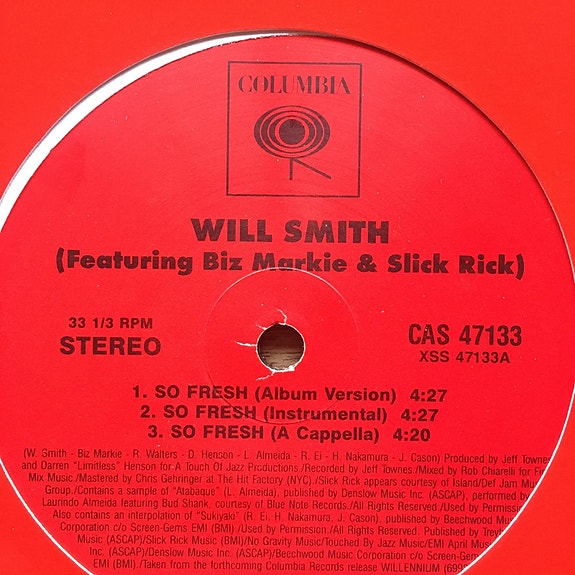 COLUMBIA
WILL SMITH
(Featuring Biz Markie & Slick Rick)
33 1/3 RPM
STEREO
CAS 47133
XSS 47133A
1. SO FRESH (Album Version) 4:27
2. SO FRESH (Instrumental) 4:27
3. SO FRESH (A Cappella) 4:20
(W. Smith - Biz Markie - R. Walters - D. Henson - L. Almeida - R. Ei - H. Nakamura - J. Cason) Produced by Jeff Townes
and Darren "Limitless" Henson for A Touch Of Jazz Productions./Recorded by Jeff Townes./Mixed by Rob Chiarelli for
Mix Music./Mastered by Chris Gehringer at The Hit Factory (NYC)./Slick Rick appears courtesy of Island/Def Jam
Group./Contains a sample of "Atabaque" (L. Almeida), published by Denslow Music Inc. (ASCAP), performed by
Laurindo Almeida featuring Bud Shank, courtesy of Blue Note Records./All Rights Reserved./Used by
Also contains an interpolation of "Sukiyaki" (R. Ei, H. Nakamura, J. Cason), published by Beechwood
Corporation c/o Screen-Gems EMI (BMI)./Used by Permission./All Rights Reserved. Published by
(ASCAP)/Slick Rick Music (BMI)/No Gravity Music/Touched By Jazz Music/EMI April
Inc. (ASCAP)/Denslow Music Inc. (ASCAP)/Beechwood Music Corporation c/o Screen-Gems
EMI (BMI)./Taken from the forthcoming Columbia Records release WILLENNIUM